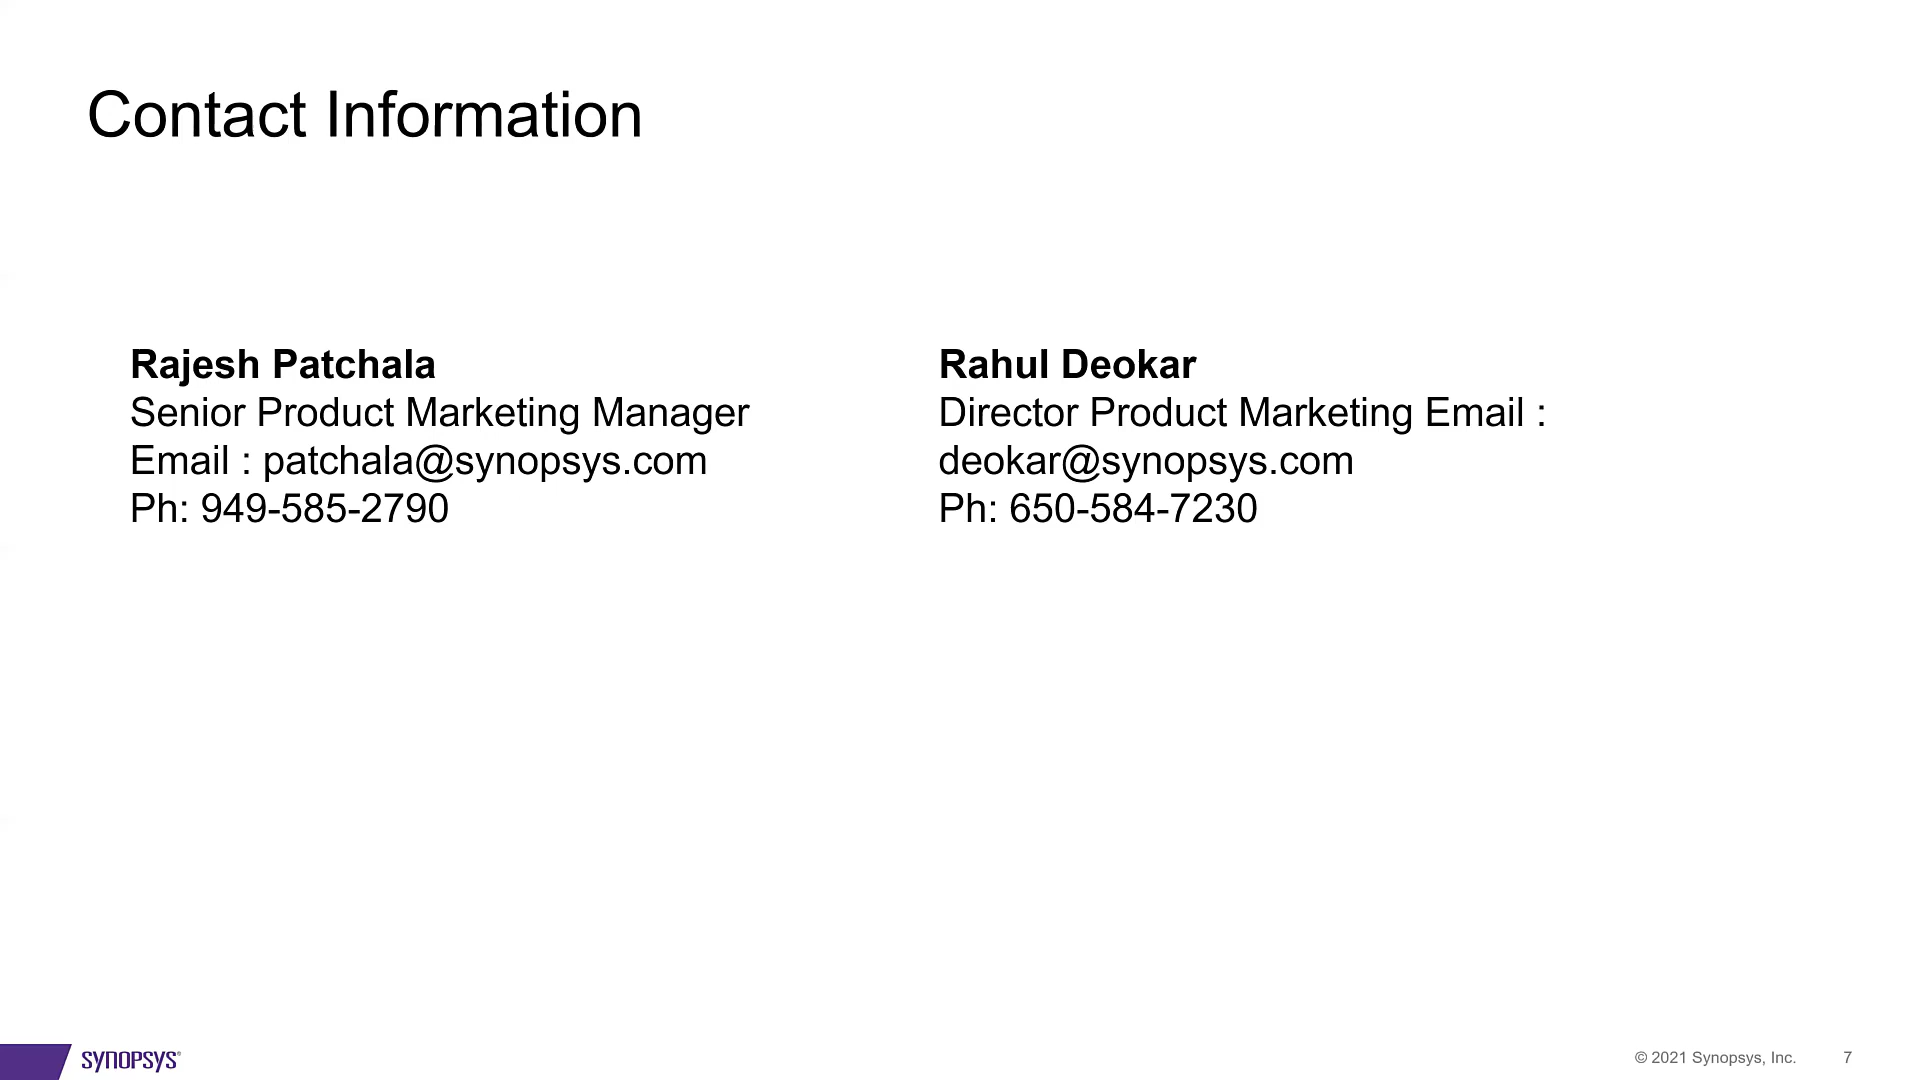 Contact Information
Rajesh Patchala
Senior Product Marketing Manager
Email : patchala@synopsys.com
Ph: 949-585-2790
Rahul Deokar
Director Product Marketing Email :
deokar@synopsys.com
Ph: 650-584-7230
SYNOPSYS®
© 2021 Synopsys, Inc.
7